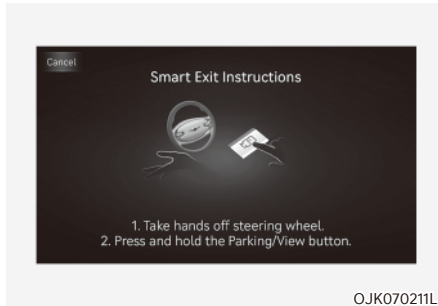 Cancel
Smart Exit Instructions
1. Take hands off steering wheel.
2. Press and hold the Parking/View button.
OJK070211L